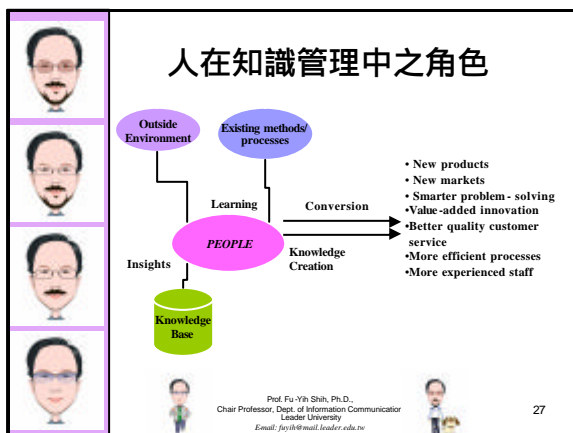 人在知識管理中之角色
Outside
Environment
Existing methods/
processes
Learning
Conversion
PEOPLE
Insights
Knowledge
Creation
Knowledge
Base
• New products
• New markets
• Smarter problem- solving
•Value-added innovation
•Better quality customer
service
•More efficient processes
•More experienced staff
Prof. Fu-Yih Shih, Ph.D.,
Chair Professor, Dept. of Information Communication
Leader University
Email: fuyih@mail.leader.edu.tw
27